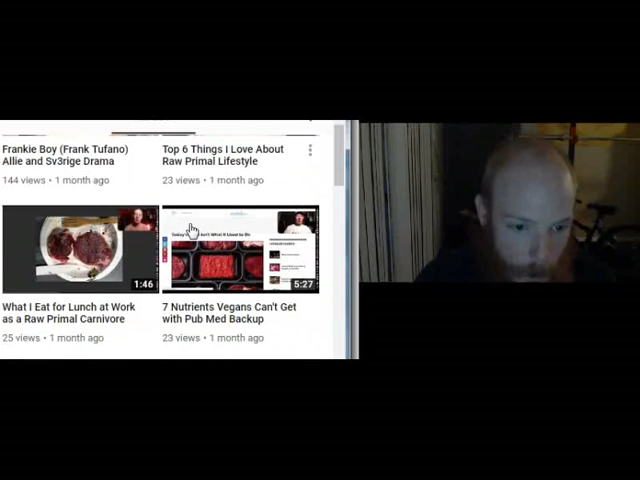 Frankie Boy (Frank Tufano)
Allie and Sv3rige Drama
144 views • 1 month ago
Top 6 Things I Love About
Raw Primal Lifestyle
23 views • 1 month ago
1:46
5:27
What I Eat for Lunch at Work
as a Raw Primal Carnivore
25 views • 1 month ago
7 Nutrients Vegans Can't Get
with Pub Med Backup
23 views • 1 month ago